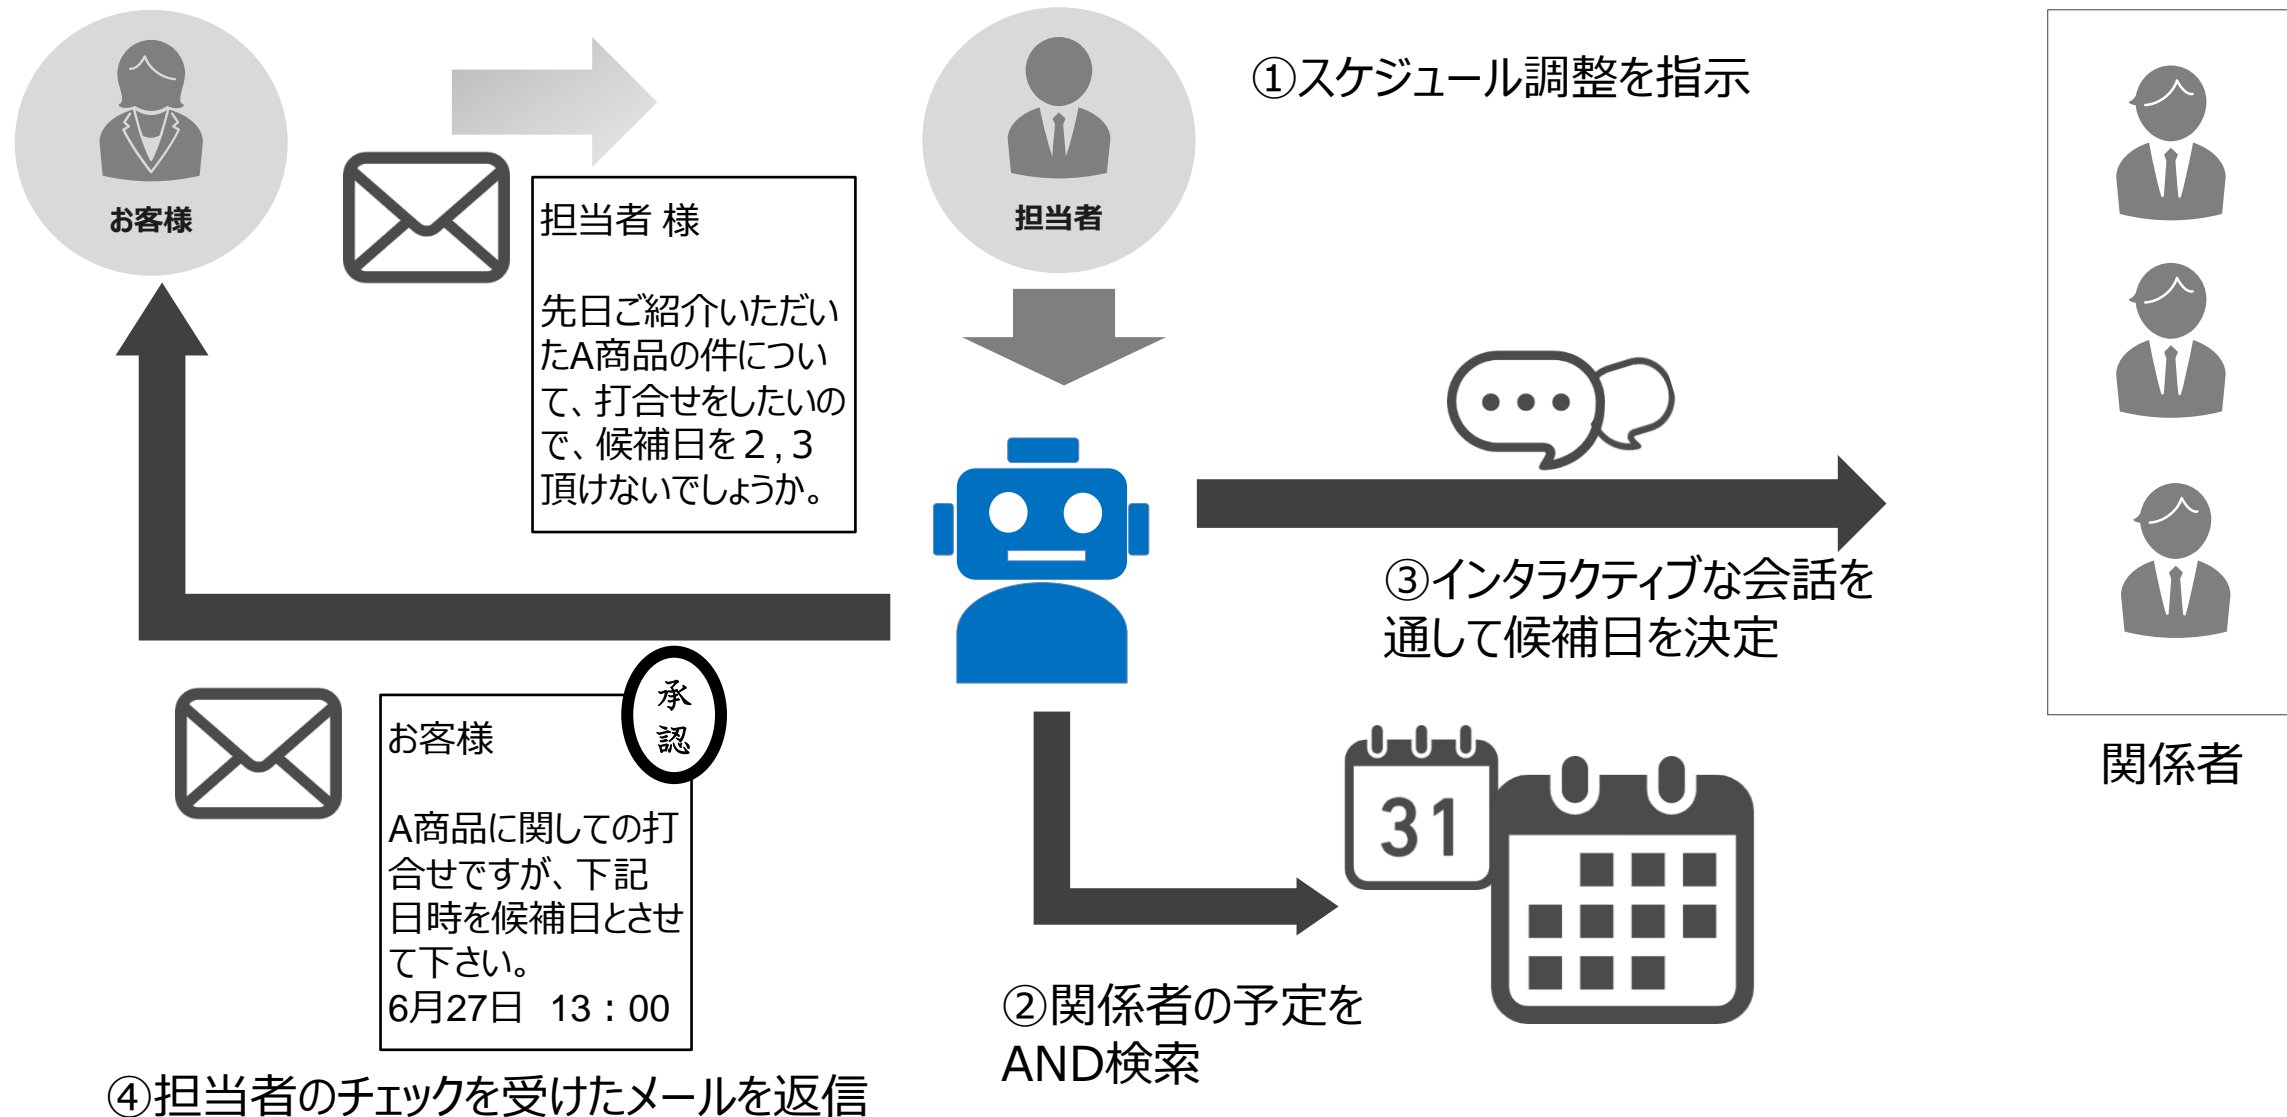 お客様
担当者 様
先日ご紹介いただい
たA商品の件につい
て、打合せをしたいの
で、候補日を２,３
頂けないでしょうか。
担当者
①スケジュール調整を指示
③インタラクティブな会話を
通して候補日を決定
関係者
承
認
お客様
A商品に関しての打
合せですが、下記
日時を候補日とさせ
て下さい。
6月27日 13：00
④担当者のチェックを受けたメールを返信
31
②関係者の予定を
AND検索